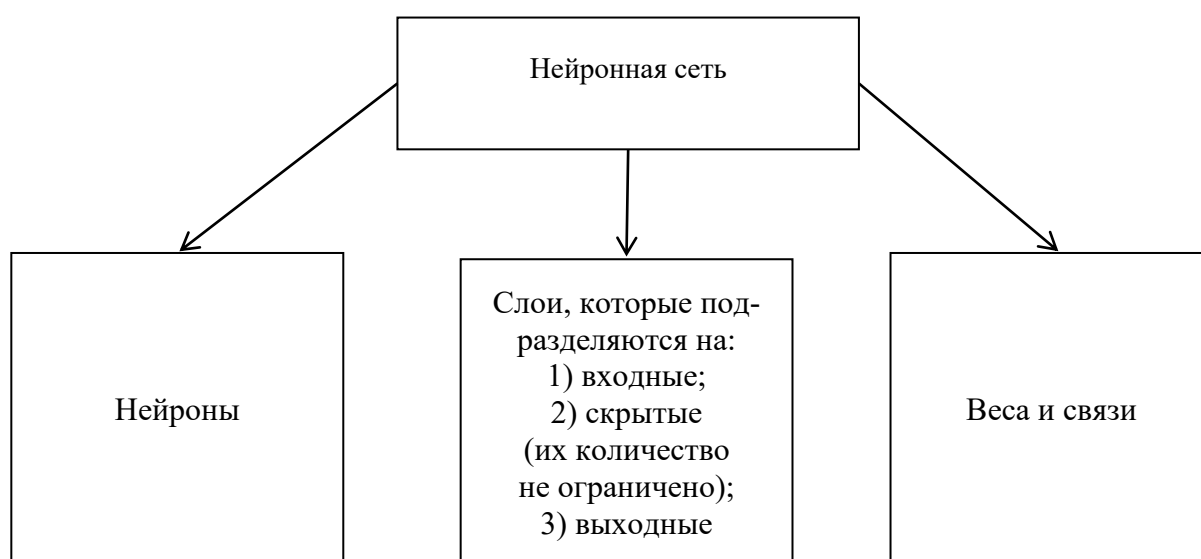 Нейронная сеть
Нейроны
Слои, которые под-
разделяются на:
1) входные;
2) скрытые
(их количество
не ограничено);
3) выходные
Веса и связи